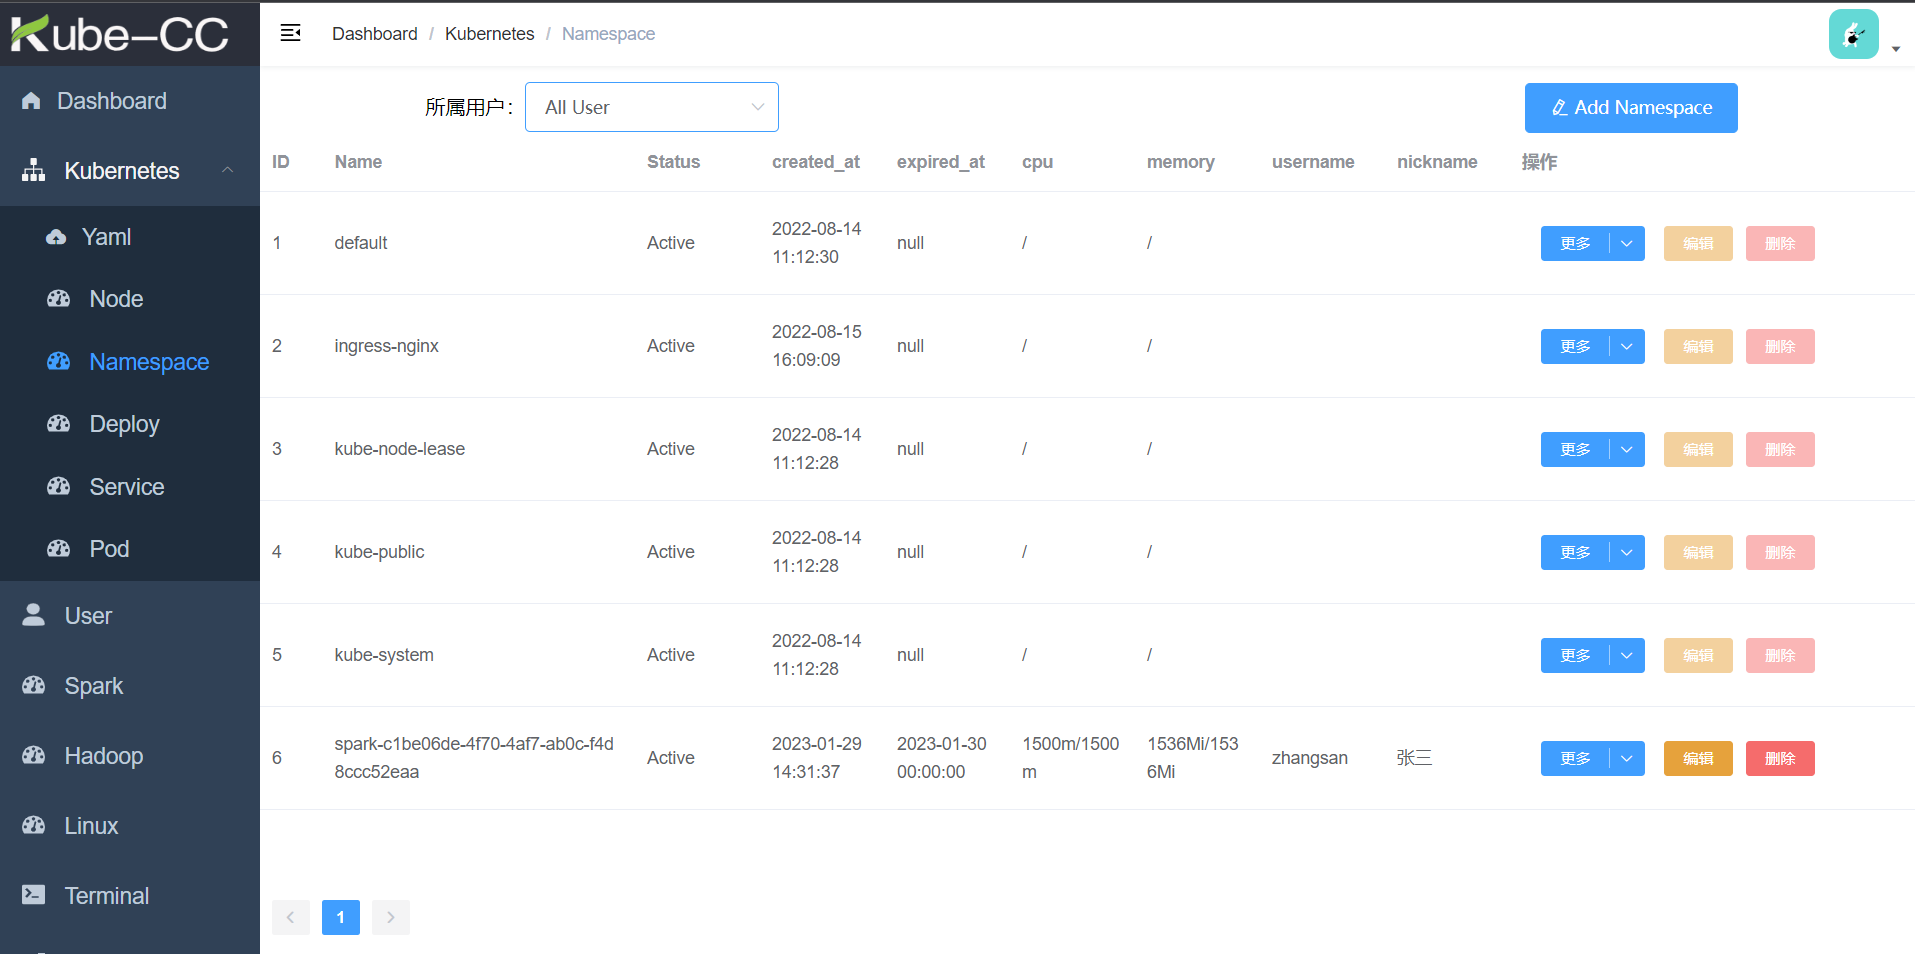 Kube-CC
Dashboard / Kubernetes / Namespace
Dashboard
Kubernetes
Yaml
Node
Namespace
Deploy
Service
Pod
User
Spark
Hadoop
Linux
Terminal
所属用户： All User
Add Namespace
ID Name Status created_at expired_at cpu memory username nickname 操作
1 default Active 2022-08-14 11:12:30 null / / 更多 编辑 删除
2 ingress-nginx Active 2022-08-15 16:09:09 null / / 更多 编辑 删除
3 kube-node-lease Active 2022-08-14 11:12:28 null / / 更多 编辑 删除
4 kube-public Active 2022-08-14 11:12:28 null / / 更多 编辑 删除
5 kube-system Active 2022-08-14 11:12:28 null / / 更多 编辑 删除
6 spark-c1be06de-4f70-4af7-ab0c-f4d8ccc52eaa Active 2023-01-29 14:31:37 2023-01-30 00:00:00 1500m/1500m 1536Mi/1536Mi zhangsan 张三 更多 编辑 删除
1